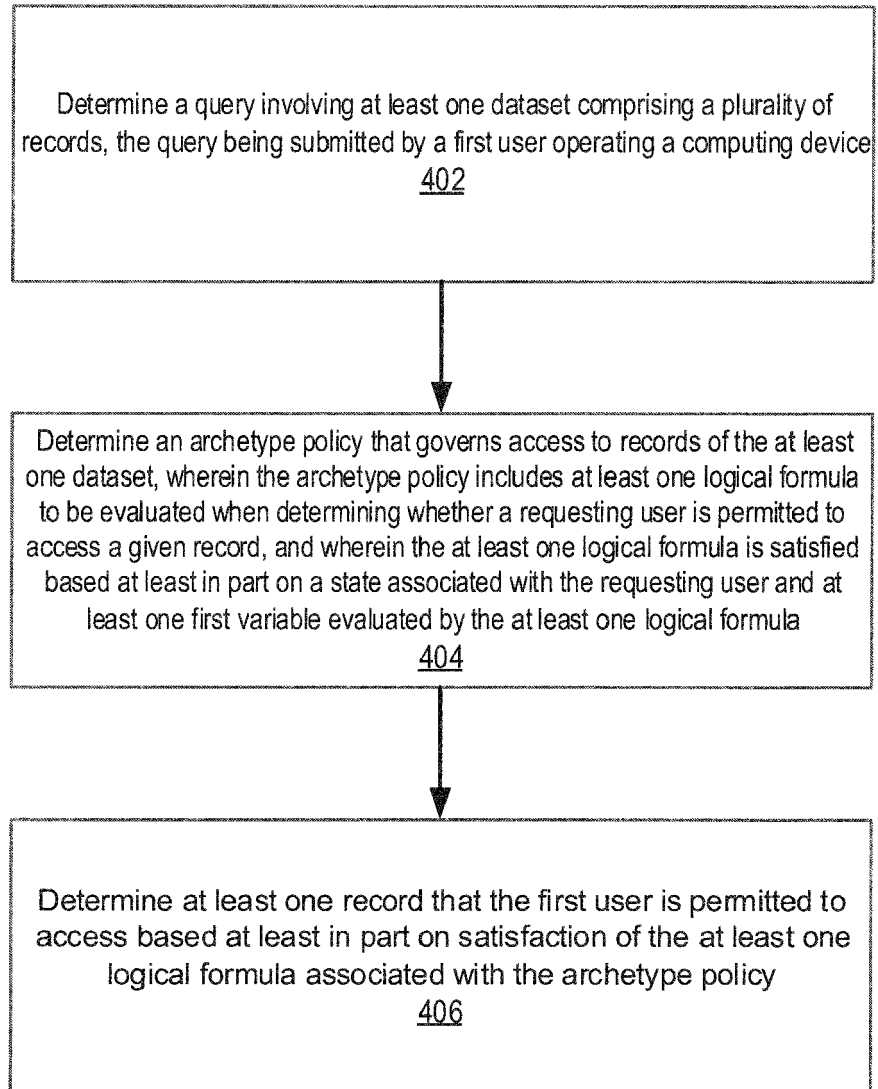 Determine a query involving at least one dataset comprising a plurality of
records, the query being submitted by a first user operating a computing device
402
Determine an archetype policy that governs access to records of the at least
one dataset, wherein the archetype policy includes at least one logical formula
to be evaluated when determining whether a requesting user is permitted to
access a given record, and wherein the at least one logical formula is satisfied
based at least in part on a state associated with the requesting user and at
least one first variable evaluated by the at least one logical formula
404
Determine at least one record that the first user is permitted to
access based at least in part on satisfaction of the at least one
logical formula associated with the archetype policy
406